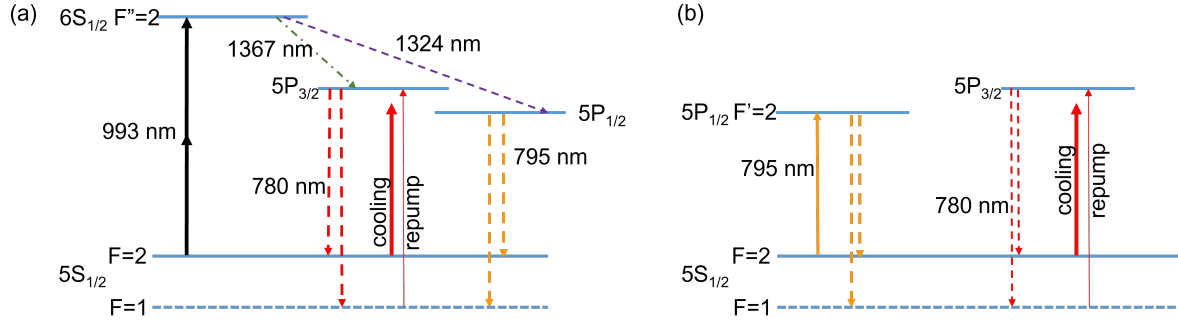 (a)
6S1/2 F”=2
1367 nm
1324 nm
5P3/2
5P1/2
993 nm
780 nm
cooling
repump
795 nm
F=2
5S1/2
F=1
(b)
5P3/2
5P1/2 F’=2
795 nm
780 nm
cooling
repump
F=2
5S1/2
F=1